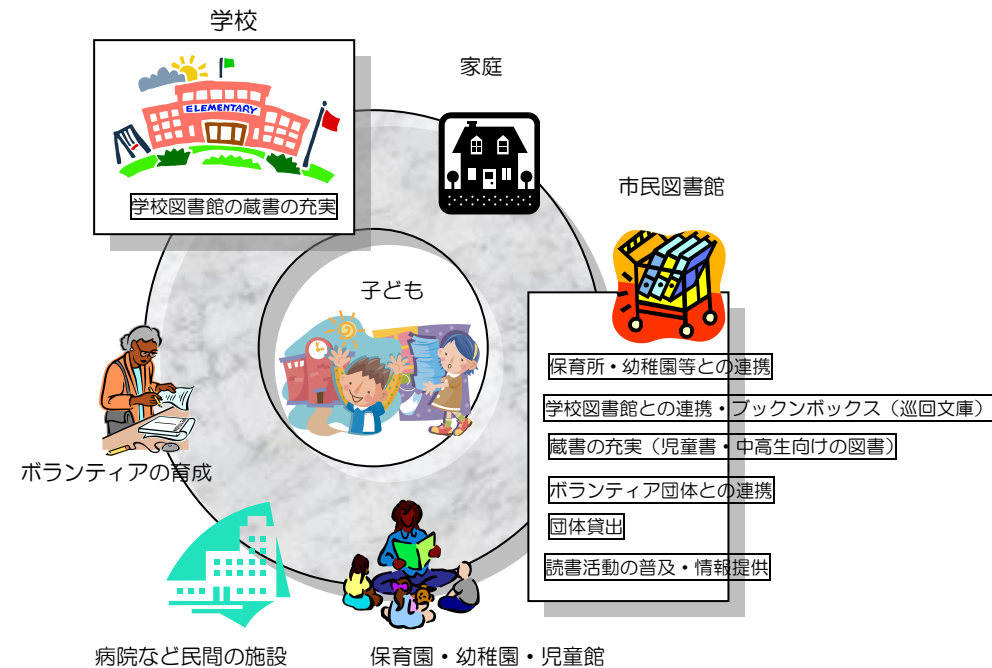 学校
ELEMENTARY
学校図書館の蔵書の充実
家庭
市民図書館
子ども
保育所・幼稚園等との連携
学校図書館との連携・ブックンボックス（巡回文庫）
蔵書の充実（児童書・中高生向けの図書）
ボランティア団体との連携
団体貸出
読書活動の普及・情報提供
ボランティアの育成
病院など民間の施設
保育園・幼稚園・児童館